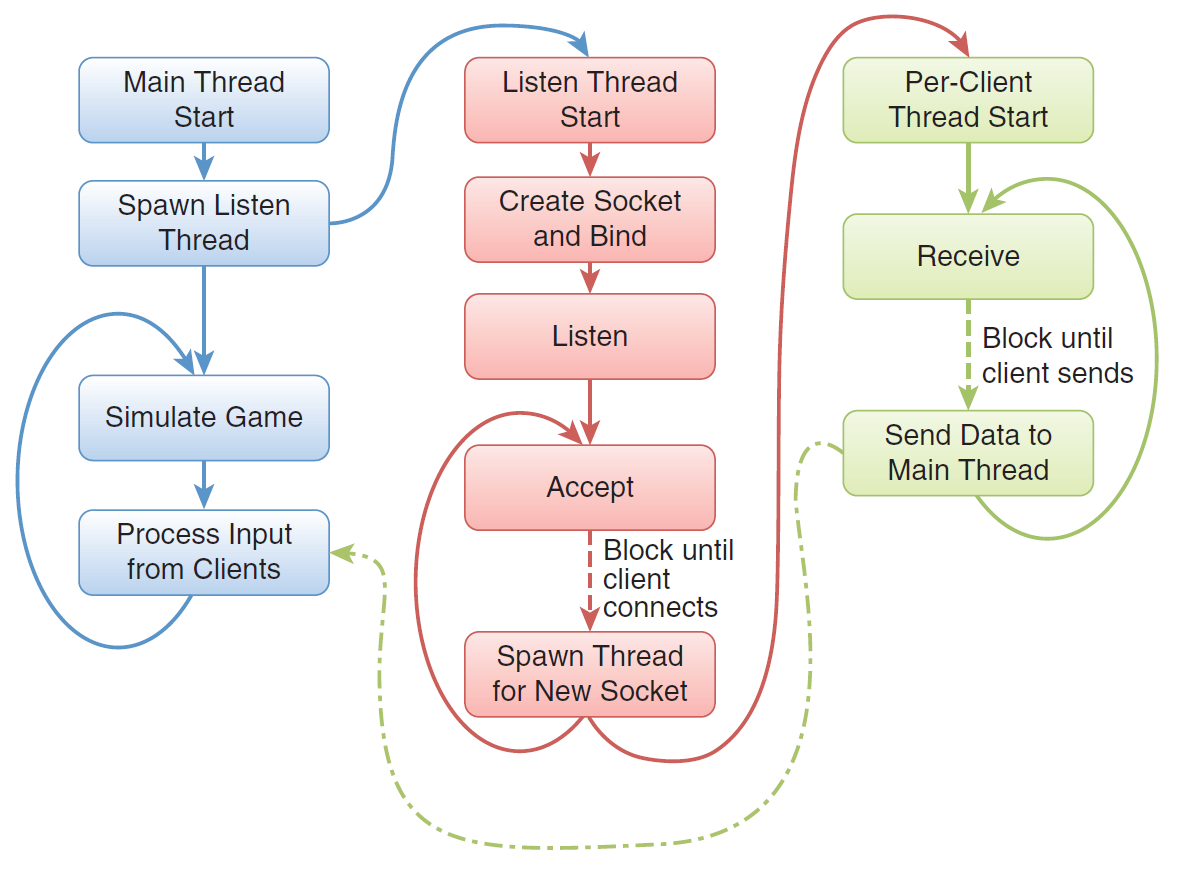 Main Thread
Start
Spawn Listen
Thread
Simulate Game
Process Input
from Clients
Listen Thread
Start
Create Socket
and Bind
Listen
Accept
Block until
client
connects
Spawn Thread
for New Socket
Per-Client
Thread Start
Receive
Block until
client sends
Send Data to
Main Thread